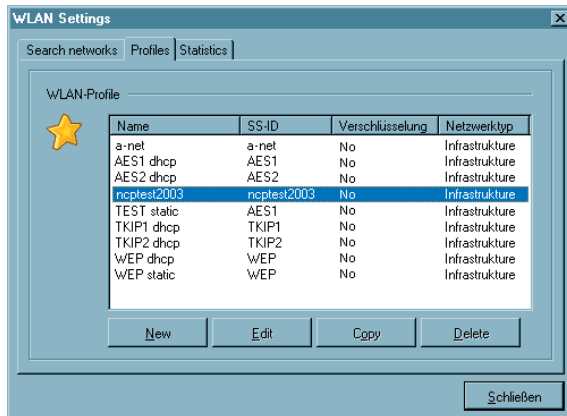 WLAN Settings
Search networks Profiles Statistics
WLAN-Profile
Name SS-ID Verschlüsselung Netzwerktyp
a-net a-net No Infrastrukture
AES1 dhcp AES1 No Infrastrukture
AES2 dhcp AES2 No Infrastrukture
ncptest2003 ncptest2003 No Infrastrukture
TEST static AES1 No Infrastrukture
TKIP1 dhcp TKIP1 No Infrastrukture
TKIP2 dhcp TKIP2 No Infrastrukture
WEP dhcp WEP No Infrastrukture
WEP static WEP No Infrastrukture
New Edit Copy Delete
Schließen